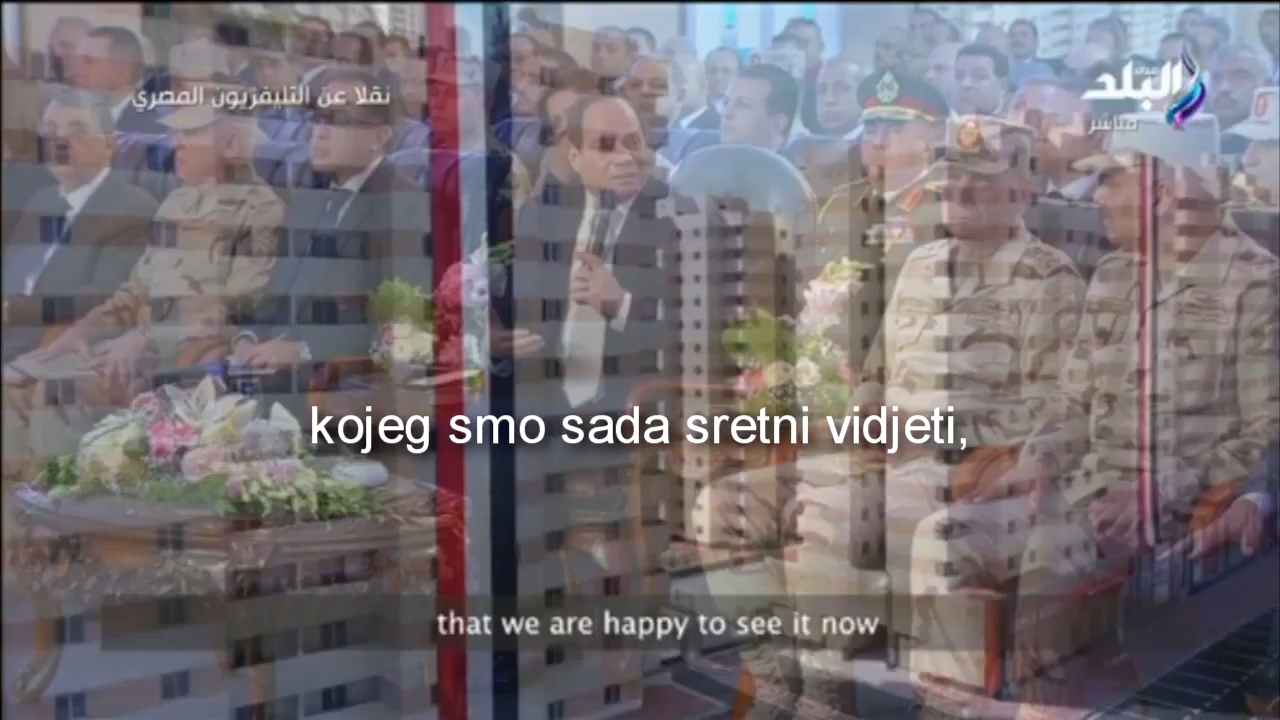 نقلا عن التليفزيون المصري
صدى
البلد
مباشر
kojeg smo sada sretni vidjeti,
that we are happy to see it now